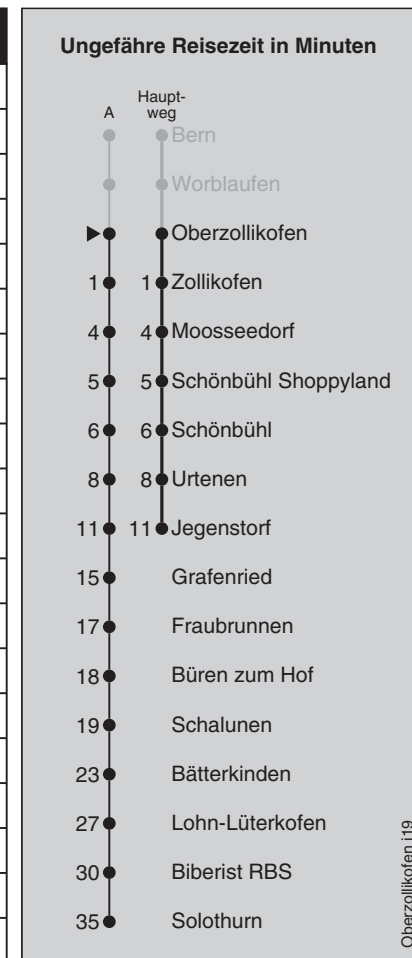 Ungefähre Reisezeit in Minuten
A
Haupt-
weg
Bern
Worblaufen
Oberzollikofen
1 1 Zollikofen
4 4 Moosseedorf
5 5 Schönbühl Shoppyland
6 6 Schönbühl
8 8 Urtenen
11 11 Jegenstorf
15 Grafenried
17 Fraubrunnen
18 Büren zum Hof
19 Schalunen
23 Bätterkinden
27 Lohn-Lüterkofen
30 Biberist RBS
35 Solothurn
Oberzollikofen j19